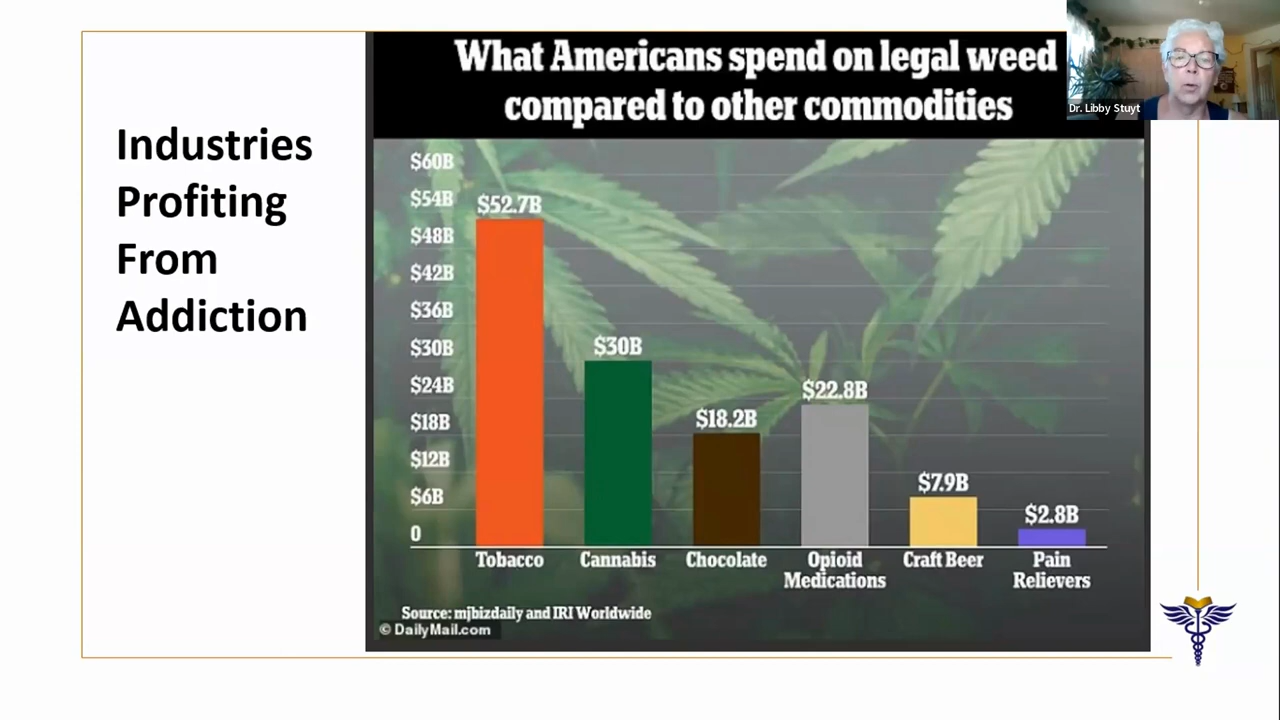 Industries
Profiting
From
Addiction
What Americans spend on legal weed
compared to other commodities
Dr. Libby Stuyt
$60B
$54B
$48B
$42B
$36B
$30B
$24B
$18B
$12B
$6B
0
$52.7B
$30B
$18.2B
$22.8B
$7.9B
$2.8B
Tobacco
Cannabis
Chocolate
Opioid
Medications
Craft Beer
Pain
Relievers
Source: mjbizdaily and IRI Worldwide
© DailyMail.com